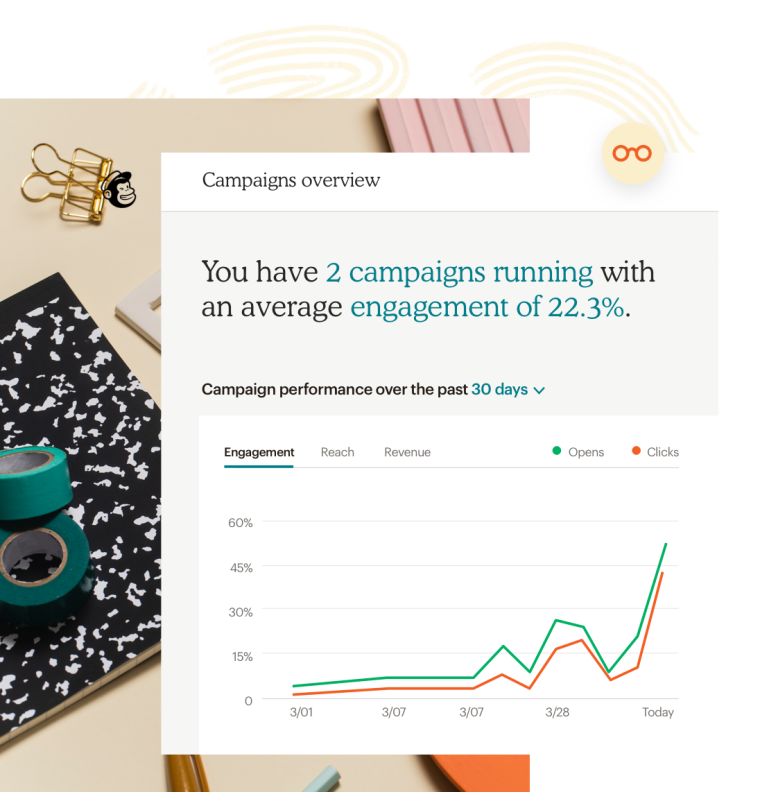 Campaigns overview
You have 2 campaigns running with
an average engagement of 22.3%.
Campaign performance over the past 30 days
Engagement Reach Revenue Opens Clicks
60%
45%
30%
15%
0
3/01 3/07 3/07 3/28 Today